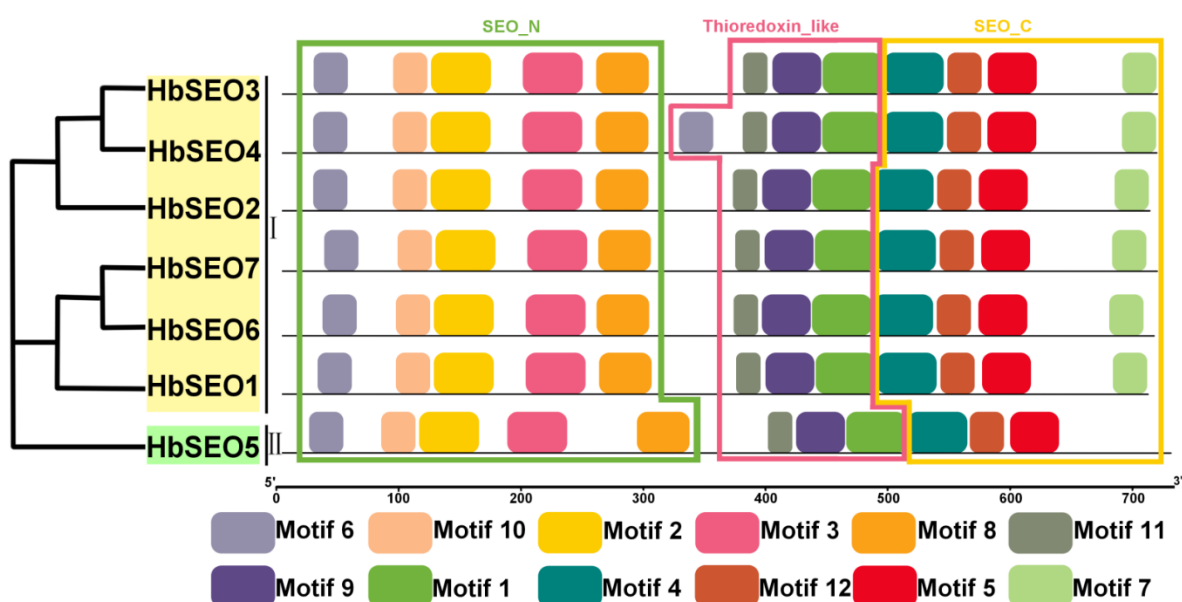 SEO_N Thioredoxin_like SEO_C
HbSEO3
HbSEO4
HbSEO2
I
HbSEO7
HbSEO6
HbSEO1
HbSEO5 II
5' 3'
0 100 200 300 400 500 600 700
Motif 6 Motif 10 Motif 2 Motif 3 Motif 8 Motif 11
Motif 9 Motif 1 Motif 4 Motif 12 Motif 5 Motif 7